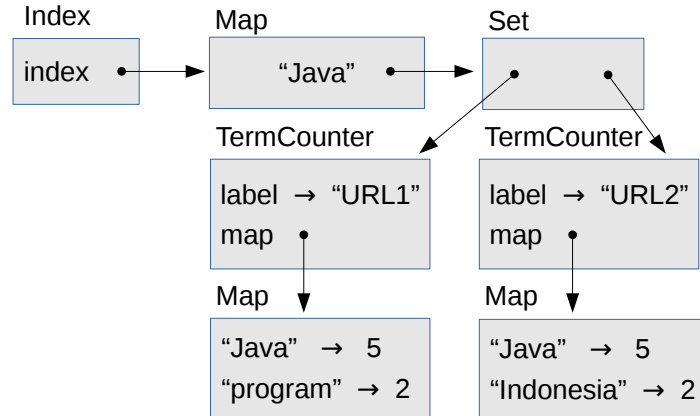 Index
Map
Set
index
“Java”
TermCounter
TermCounter
label → “URL1”
map
label → “URL2”
map
Map
Map
“Java” → 5
“program” → 2
“Java” → 5
“Indonesia” → 2